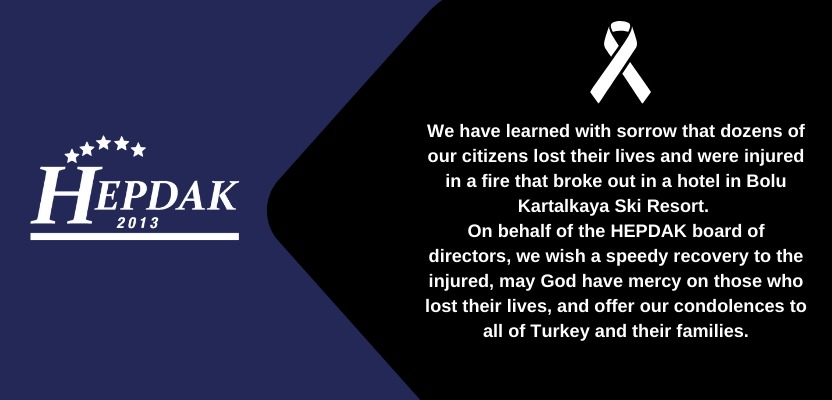 HEPDAK
2013
We have learned with sorrow that dozens of
our citizens lost their lives and were injured
in a fire that broke out in a hotel in Bolu
Kartalkaya Ski Resort.
On behalf of the HEPDAK board of
directors, we wish a speedy recovery to the
injured, may God have mercy on those who
lost their lives, and offer our condolences to
all of Turkey and their families.